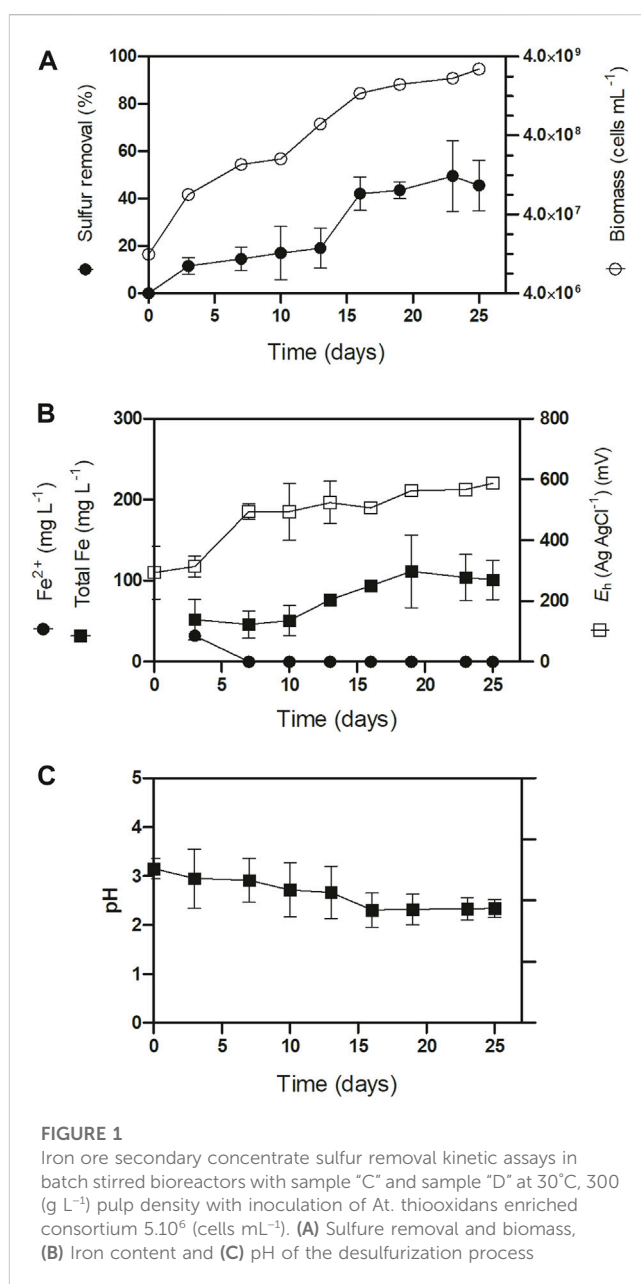 A
Sulfur removal (%)
100
80
60
40
20
0
4.0×10⁹
4.0×10⁸
4.0×10⁷
4.0×10⁶
Biomass (cells mL⁻¹)
0 5 10 15 20 25
Time (days)
B
Fe²⁺ (mg L⁻¹)
Total Fe (mg L⁻¹)
300
200
100
0
800
600
400
200
0
Eₕ (Ag AgCl⁻¹) (mV)
0 5 10 15 20 25
Time (days)
C
pH
5
4
3
2
1
0
0 5 10 15 20 25
Time (days)
FIGURE 1
Iron ore secondary concentrate sulfur removal kinetic assays in
batch stirred bioreactors with sample “C” and sample “D” at 30°C, 300
(g L⁻¹) pulp density with inoculation of At. thiooxidans enriched
consortium 5.10⁶ (cells mL⁻¹). (A) Sulfure removal and biomass,
(B) Iron content and (C) pH of the desulfurization process